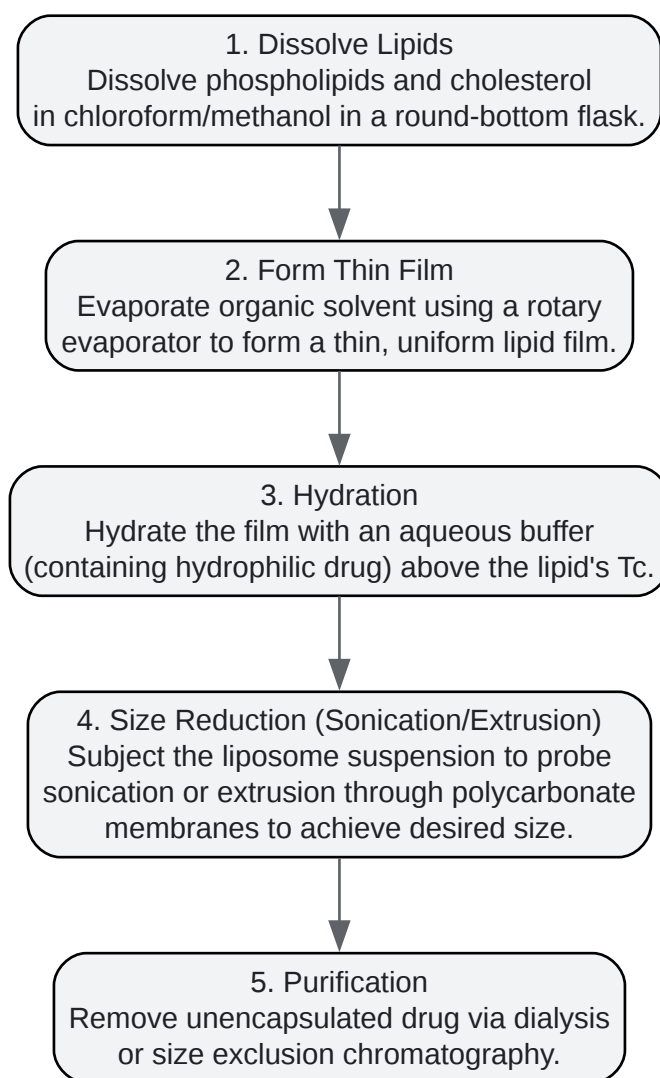 1. Dissolve Lipids
Dissolve phospholipids and cholesterol
in chloroform/methanol in a round-bottom flask.
2. Form Thin Film
Evaporate organic solvent using a rotary
evaporator to form a thin, uniform lipid film.
3. Hydration
Hydrate the film with an aqueous buffer
(containing hydrophilic drug) above the lipid's Tc.
4. Size Reduction (Sonication/Extrusion)
Subject the liposome suspension to probe
sonication or extrusion through polycarbonate
membranes to achieve desired size.
5. Purification
Remove unencapsulated drug via dialysis
or size exclusion chromatography.